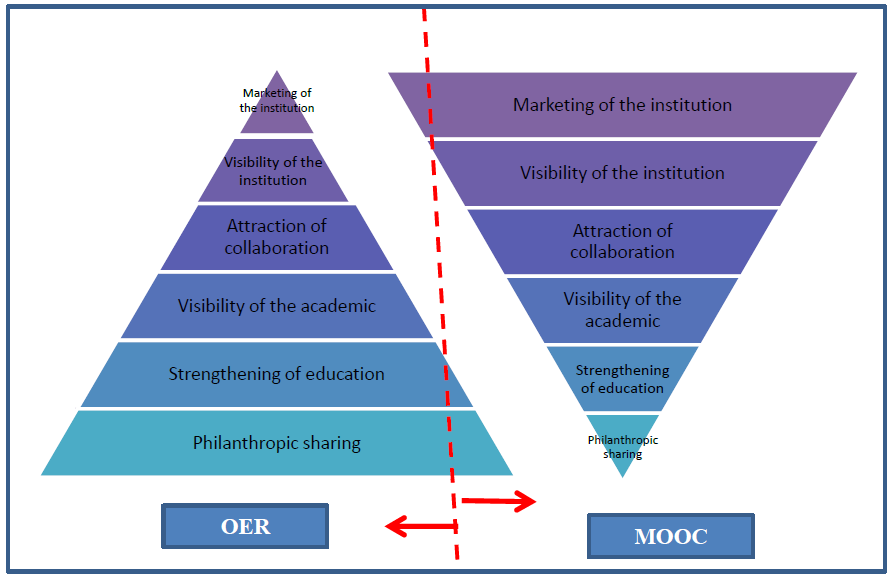 Marketing of
the institution
Visibility of the
institution
Attraction of
collaboration
Visibility of the academic
Strengthening of education
Philanthropic sharing
OER
Marketing of the institution
Visibility of the institution
Attraction of
collaboration
Visibility of the
academic
Strengthening
of education
Philanthropic
sharing
MOOC